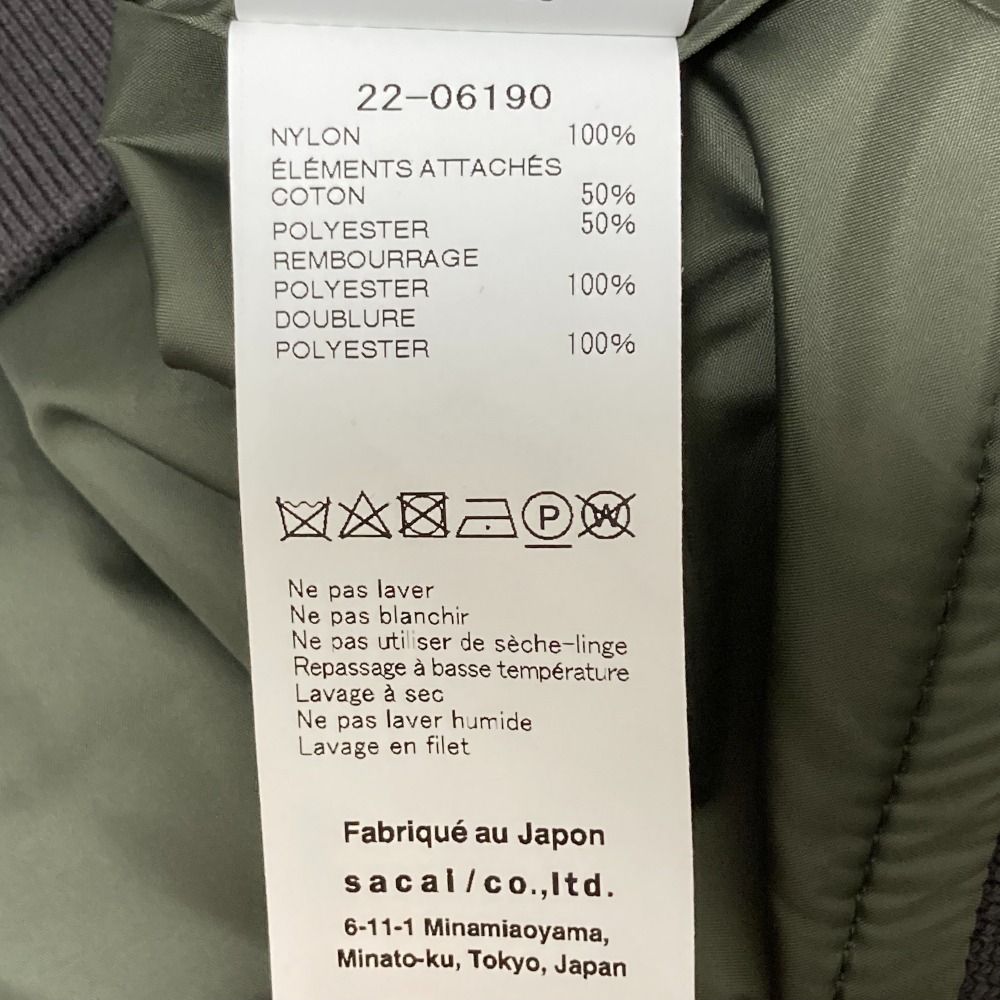 22-06190
NYLON 100%
ÉLÉMENTS ATTACHÉS
COTON 50%
POLYESTER 50%
REMBOURRAGE
POLYESTER 100%
DOUBLURE
POLYESTER 100%
P W
Ne pas laver
Ne pas blanchir
Ne pas utiliser de sèche-linge
Repassage à basse température
Lavage à sec
Ne pas laver humide
Lavage en filet
Fabriqué au Japon
sacai/co.,ltd.
6-11-1 Minamiaoyama,
Minato-ku, Tokyo, Japan